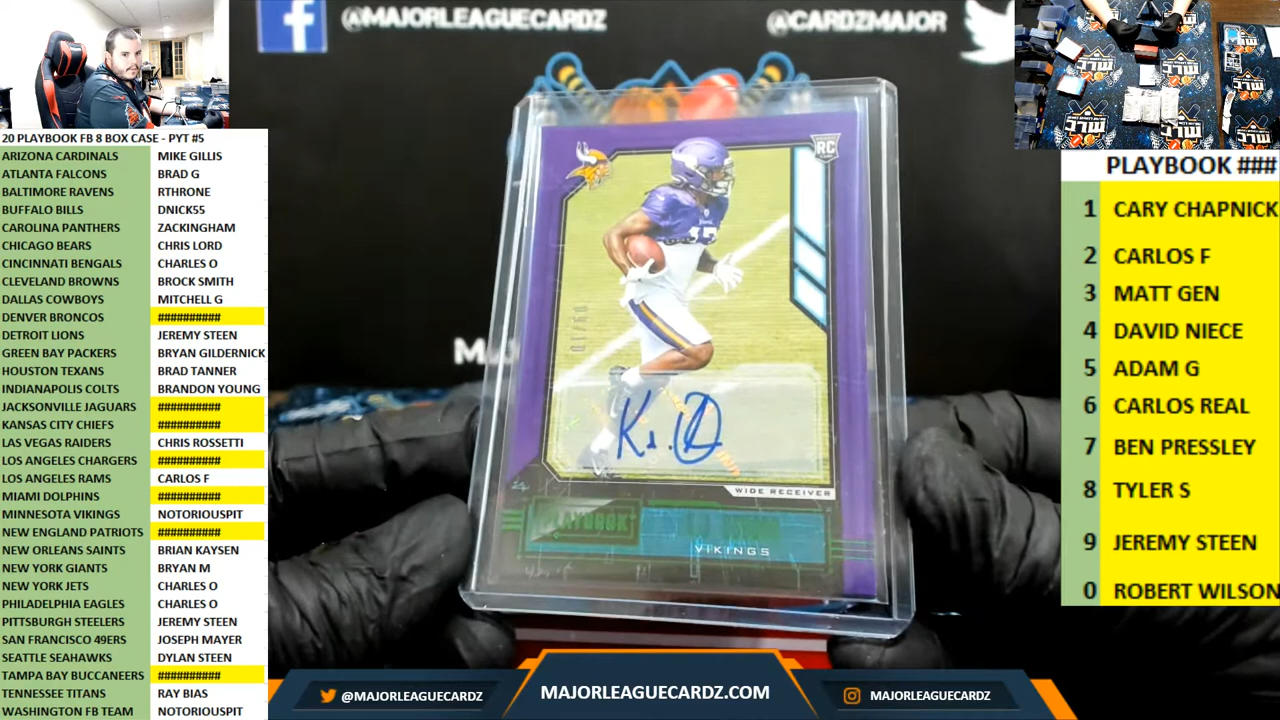 @MAJORLEAGUECARDZ
@CARDZMAJOR
20 PLAYBOOK FB 8 BOX CASE - PYT #5
ARIZONA CARDINALS MIKE GILLIS
ATLANTA FALCONS BRAD G
BALTIMORE RAVENS RTHRONE
BUFFALO BILLS DNICK55
CAROLINA PANTHERS ZACKINGHAM
CHICAGO BEARS CHRIS LORD
CINCINNATI BENGALS CHARLES O
CLEVELAND BROWNS BROCK SMITH
DALLAS COWBOYS MITCHELL G
DENVER BRONCOS ##########
DETROIT LIONS JEREMY STEEN
GREEN BAY PACKERS BRYAN GILDERNICK
HOUSTON TEXANS BRAD TANNER
INDIANAPOLIS COLTS BRANDON YOUNG
JACKSONVILLE JAGUARS ##########
KANSAS CITY CHIEFS ##########
LAS VEGAS RAIDERS CHRIS ROSSETTI
LOS ANGELES CHARGERS ##########
LOS ANGELES RAMS CARLOS F
MIAMI DOLPHINS ##########
MINNESOTA VIKINGS NOTORIOUSPIT
NEW ENGLAND PATRIOTS ##########
NEW ORLEANS SAINTS BRIAN KAYSEN
NEW YORK GIANTS BRYAN M
NEW YORK JETS CHARLES O
PHILADELPHIA EAGLES CHARLES O
PITTSBURGH STEELERS JEREMY STEEN
SAN FRANCISCO 49ERS JOSEPH MAYER
SEATTLE SEAHAWKS DYLAN STEEN
TAMPA BAY BUCCANEERS ##########
TENNESSEE TITANS RAY BIAS
WASHINGTON FB TEAM NOTORIOUSPIT
RC
WIDE RECEIVER
PLAYBOOK
VIKINGS
PLAYBOOK ###
1 CARY CHAPNICK
2 CARLOS F
3 MATT GEN
4 DAVID NIECE
5 ADAM G
6 CARLOS REAL
7 BEN PRESSLEY
8 TYLER S
9 JEREMY STEEN
0 ROBERT WILSON
@MAJORLEAGUECARDZ
MAJORLEAGUECARDZ.COM
MAJORLEAGUECARDZ